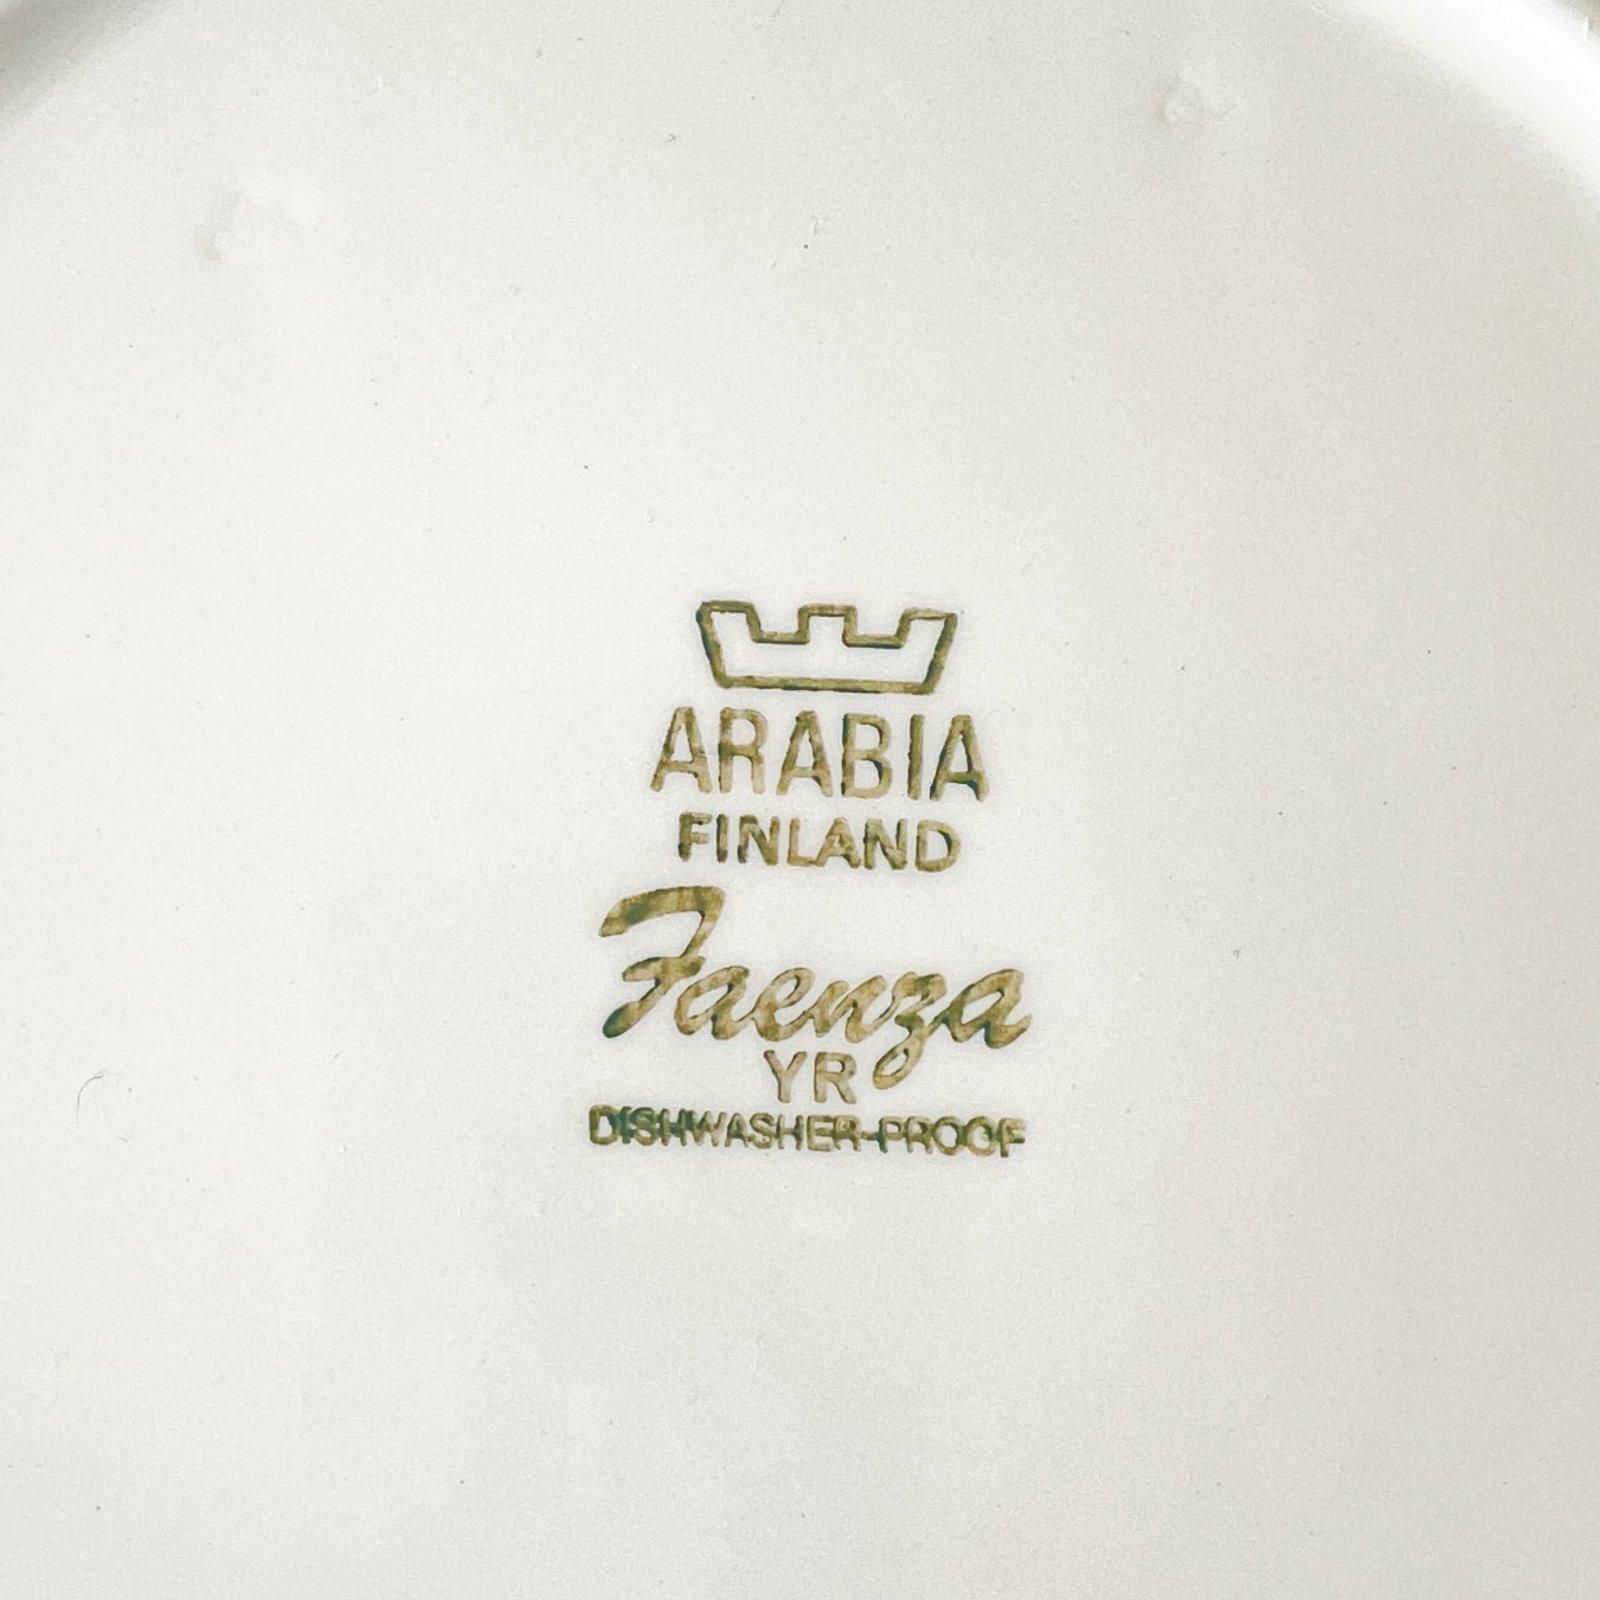 ARABIA
FINLAND
Faenza
YR
DISHWASHER-PROOF